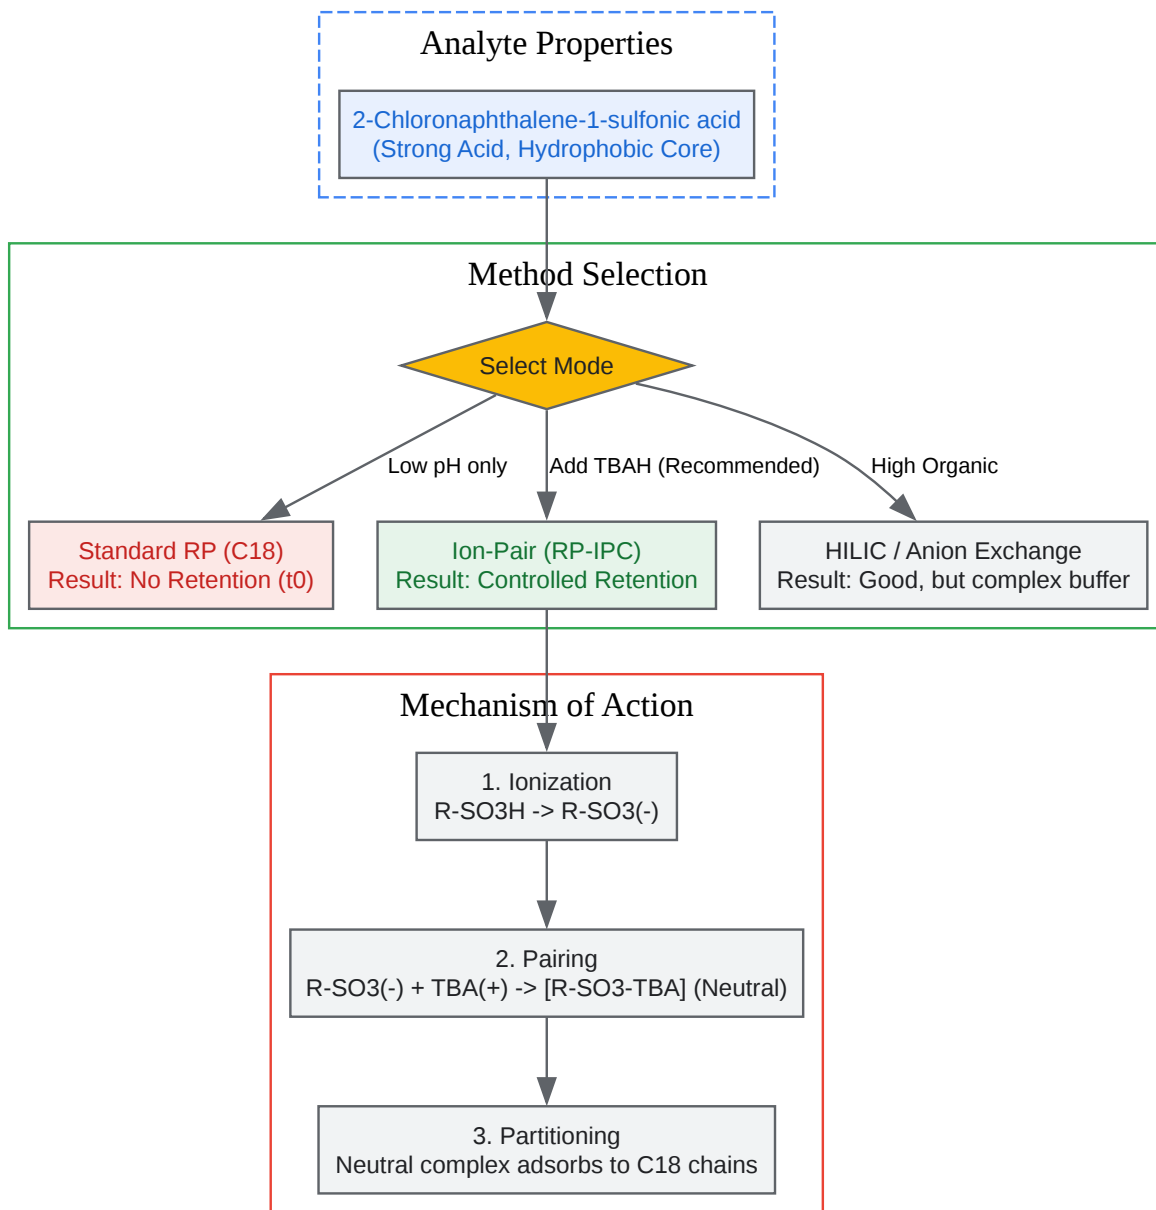 Analyte Properties
2-Chloronaphthalene-1-sulfonic acid
(Strong Acid, Hydrophobic Core)
Method Selection
Select Mode
Low pH only
Add TBAH (Recommended)
High Organic
Standard RP (C18)
Result: No Retention (t0)
Ion-Pair (RP-IPC)
Result: Controlled Retention
HILIC / Anion Exchange
Result: Good, but complex buffer
Mechanism of Action
1. Ionization
R-SO3H -> R-SO3(-)
2. Pairing
R-SO3(-) + TBA(+) -> [R-SO3-TBA] (Neutral)
3. Partitioning
Neutral complex adsorbs to C18 chains